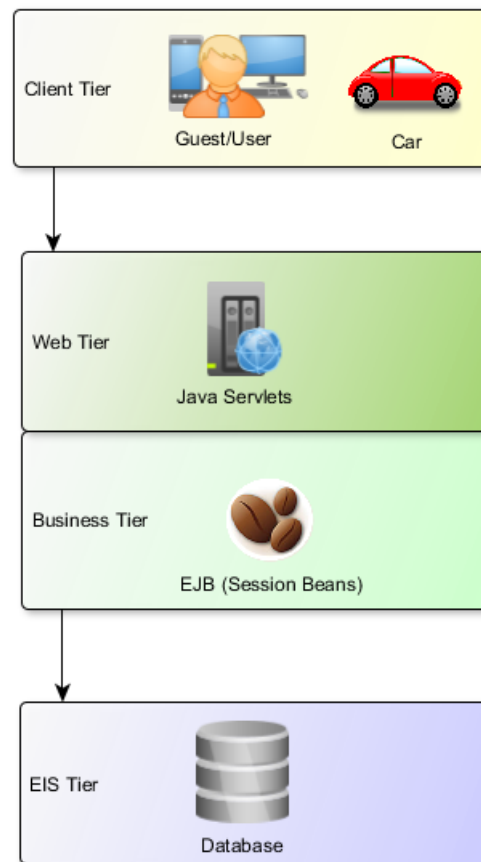 Client Tier
Guest/User
Car
Web Tier
Java Servlets
Business Tier
EJB (Session Beans)
EIS Tier
Database